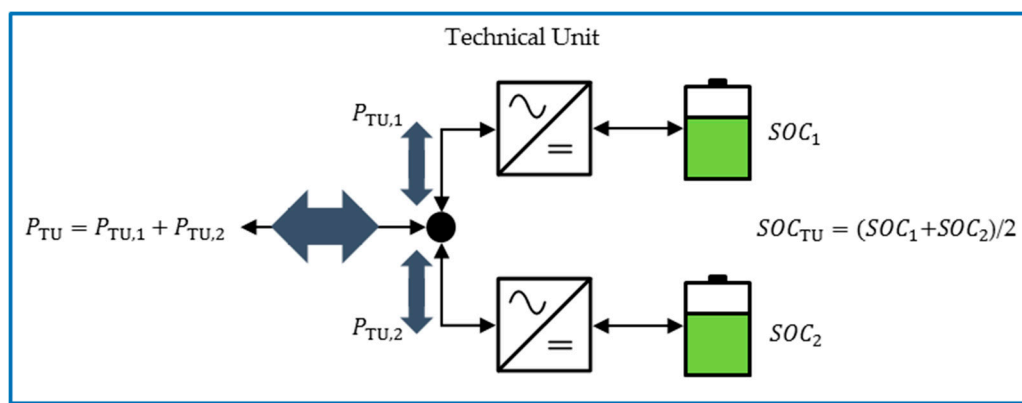 Technical Unit
P_TU,1
SOC_1
P_TU = P_TU,1 + P_TU,2
SOC_TU = (SOC_1+SOC_2)/2
P_TU,2
SOC_2